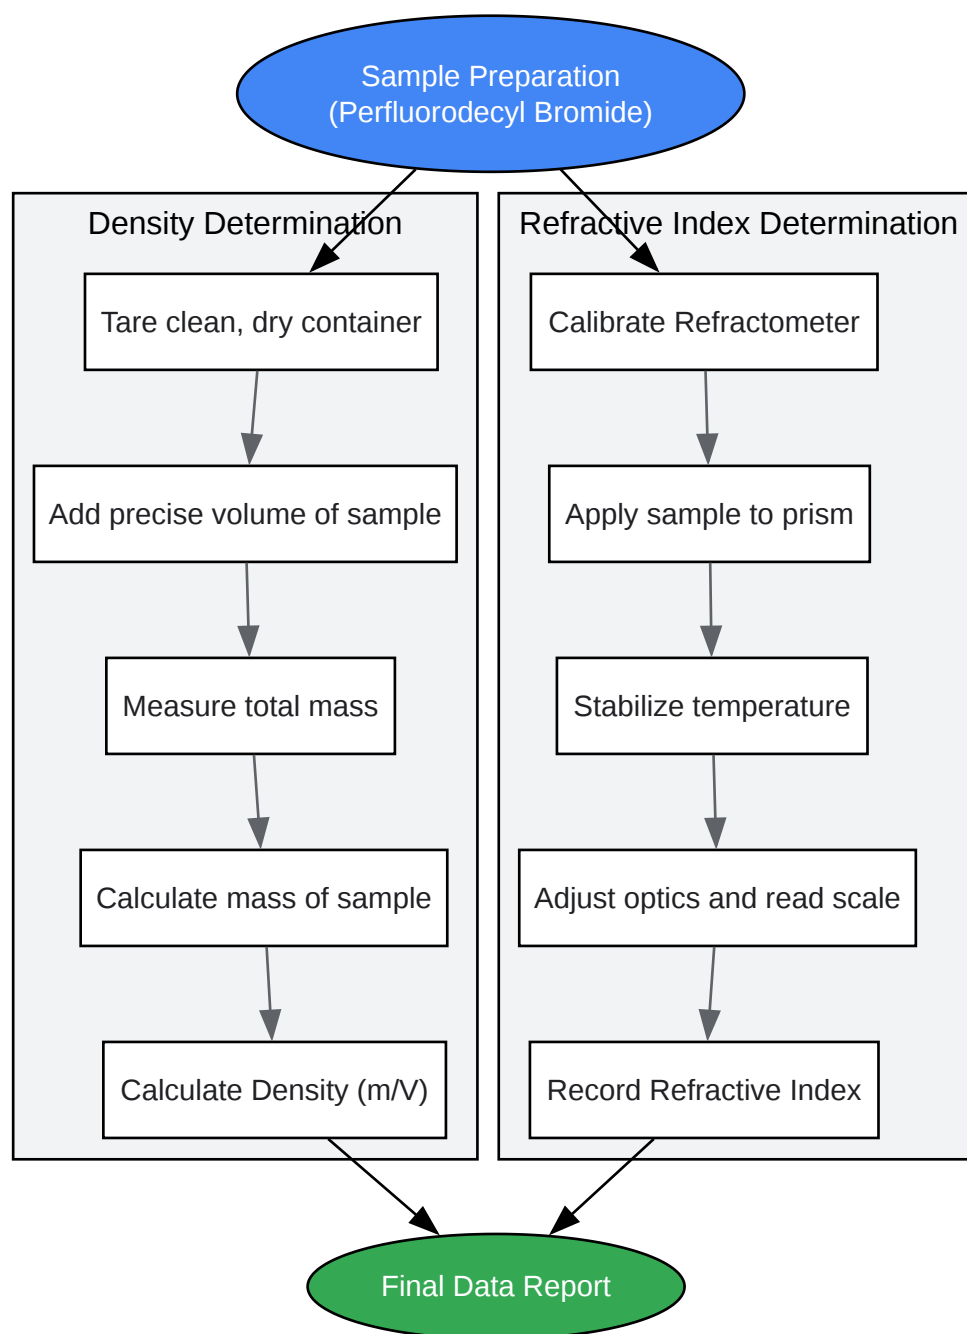 Sample Preparation
(Perfluorodecyl Bromide)
Density Determination
Tare clean, dry container
Add precise volume of sample
Measure total mass
Calculate mass of sample
Calculate Density (m/V)
Refractive Index Determination
Calibrate Refractometer
Apply sample to prism
Stabilize temperature
Adjust optics and read scale
Record Refractive Index
Final Data Report